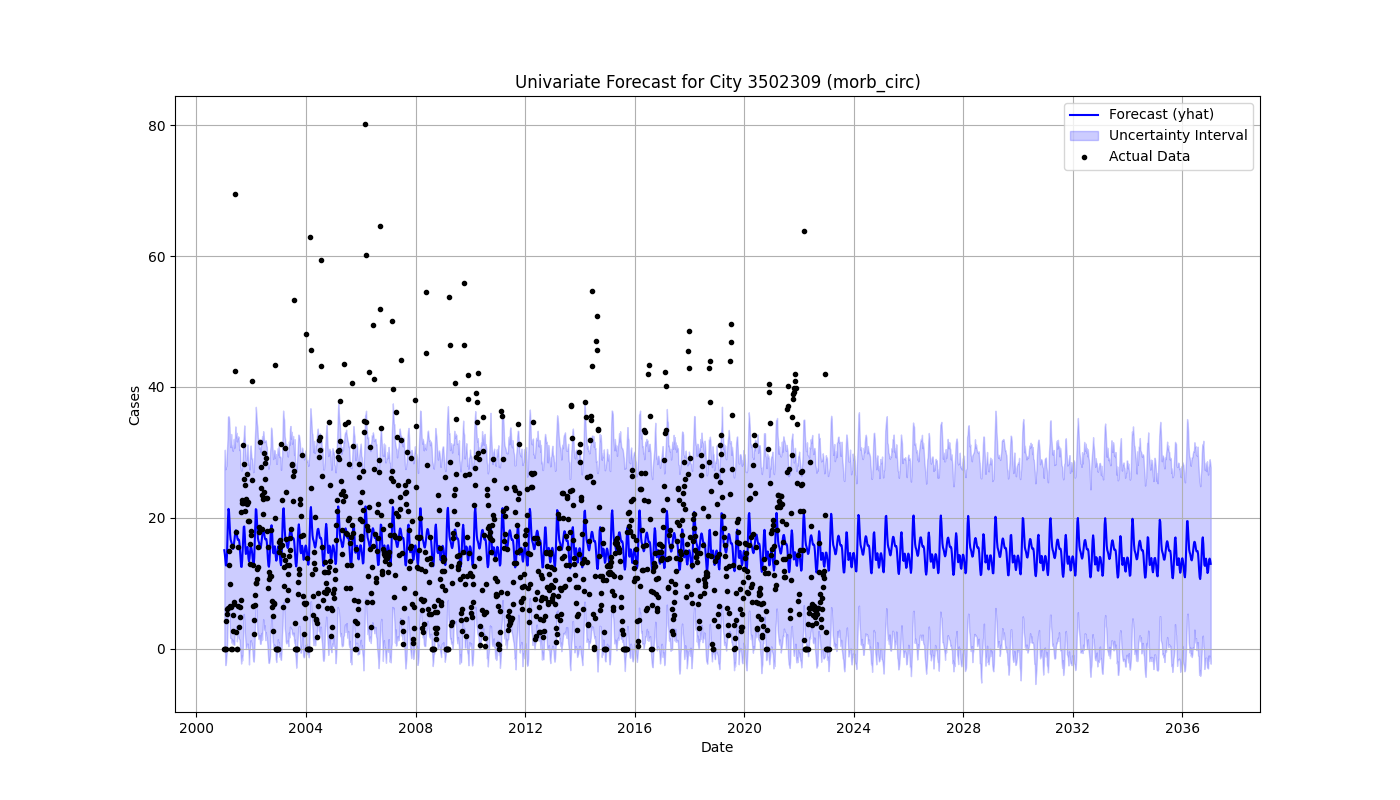 Univariate Forecast for City 3502309 (morb_circ)
Forecast (yhat)
Uncertainty Interval
Actual Data
Cases
80
60
40
20
0
2000 2004 2008 2012 2016 2020 2024 2028 2032 2036
Date